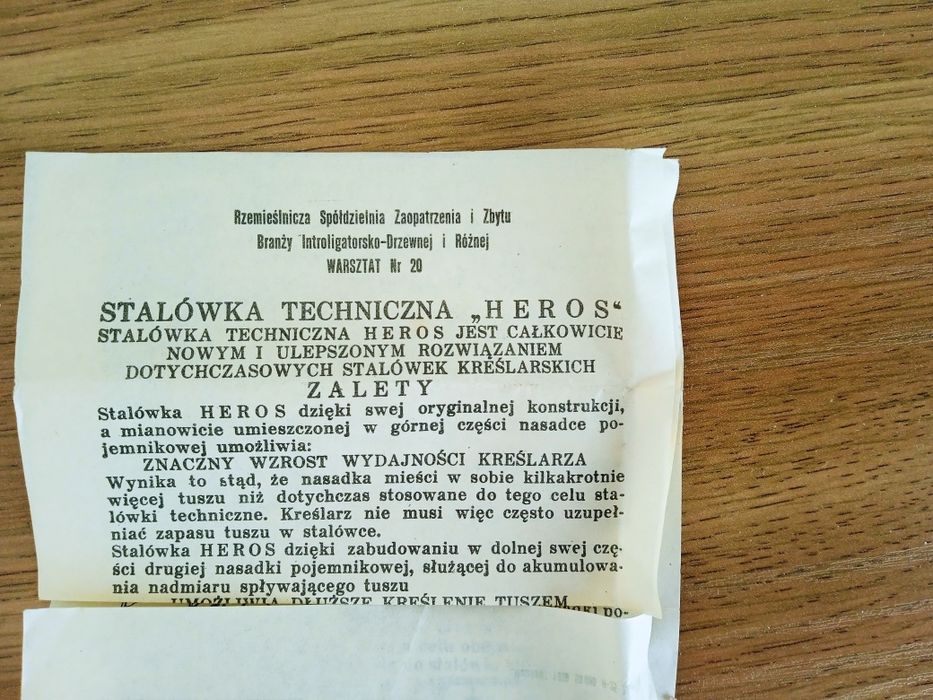 Rzemieślnicza Spółdzielnia Zaopatrzenia i Zbytu
Branży Introligatorsko-Drzewnej i Różnej
WARSZTAT Nr 20
STALÓWKA TECHNICZNA „HEROS“
STALÓWKA TECHNICZNA HEROS JEST CAŁKOWICIE
NOWYM I ULEPSZONYM ROZWIĄZANIEM
DOTYCHCZASOWYCH STALÓWEK KREŚLARSKICH
ZALETY
Stalówka HEROS dzięki swej oryginalnej konstrukcji,
a mianowicie umieszczonej w górnej części nasadce po-
jemnikowej umożliwia:
ZNACZNY WZROST WYDAJNOŚCI KREŚLARZA
Wynika to stąd, że nasadka mieści w sobie kilkakrotnie
więcej tuszu niż dotychczas stosowane do tego celu sta-
lówki techniczne. Kreślarz nie musi więc często uzupeł-
niać zapasu tuszu w stalówce.
Stalówka HEROS dzięki zabudowaniu w dolnej swej czę-
ści drugiej nasadki pojemnikowej, służącej do akumulowa-
nia nadmiaru spływającego tuszu
UMOŻLIWIA DŁUŻSZE KREŚLENIE TUSZEM